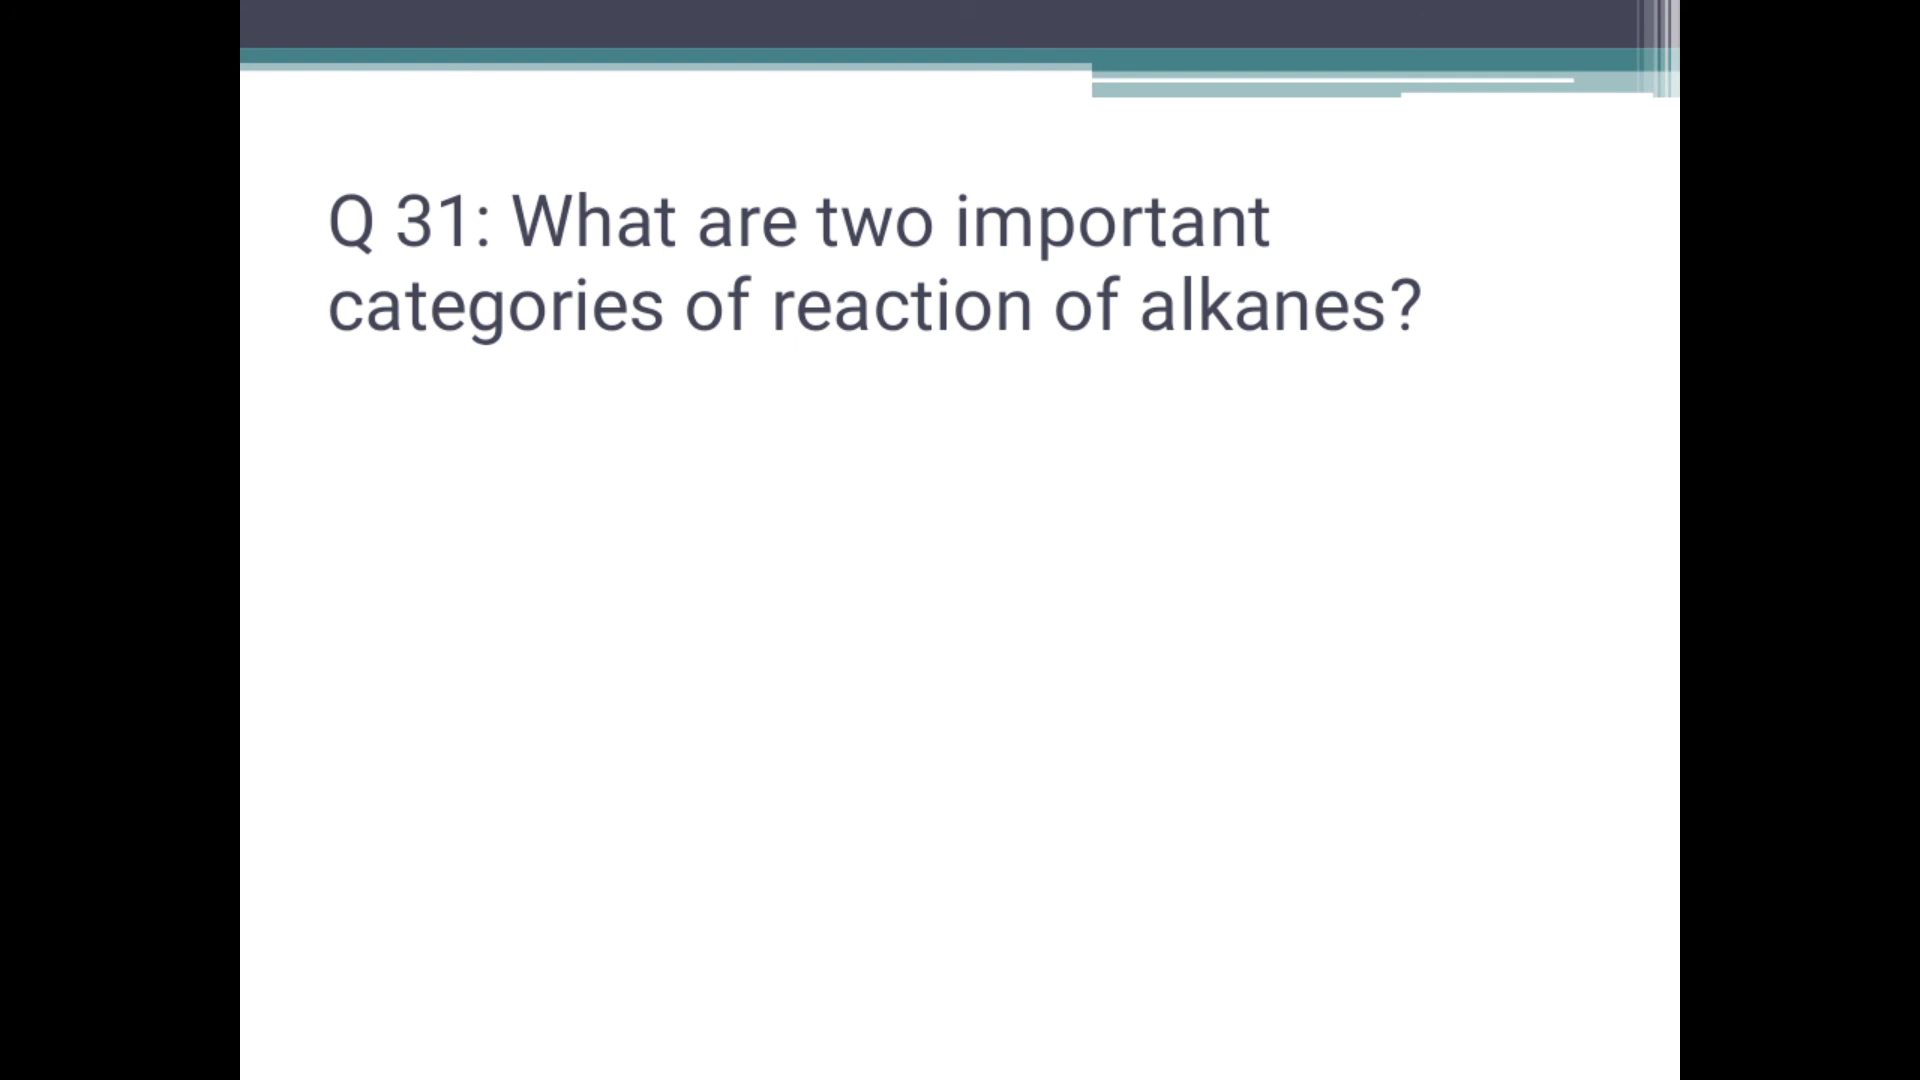 Q 31: What are two important
categories of reaction of alkanes?